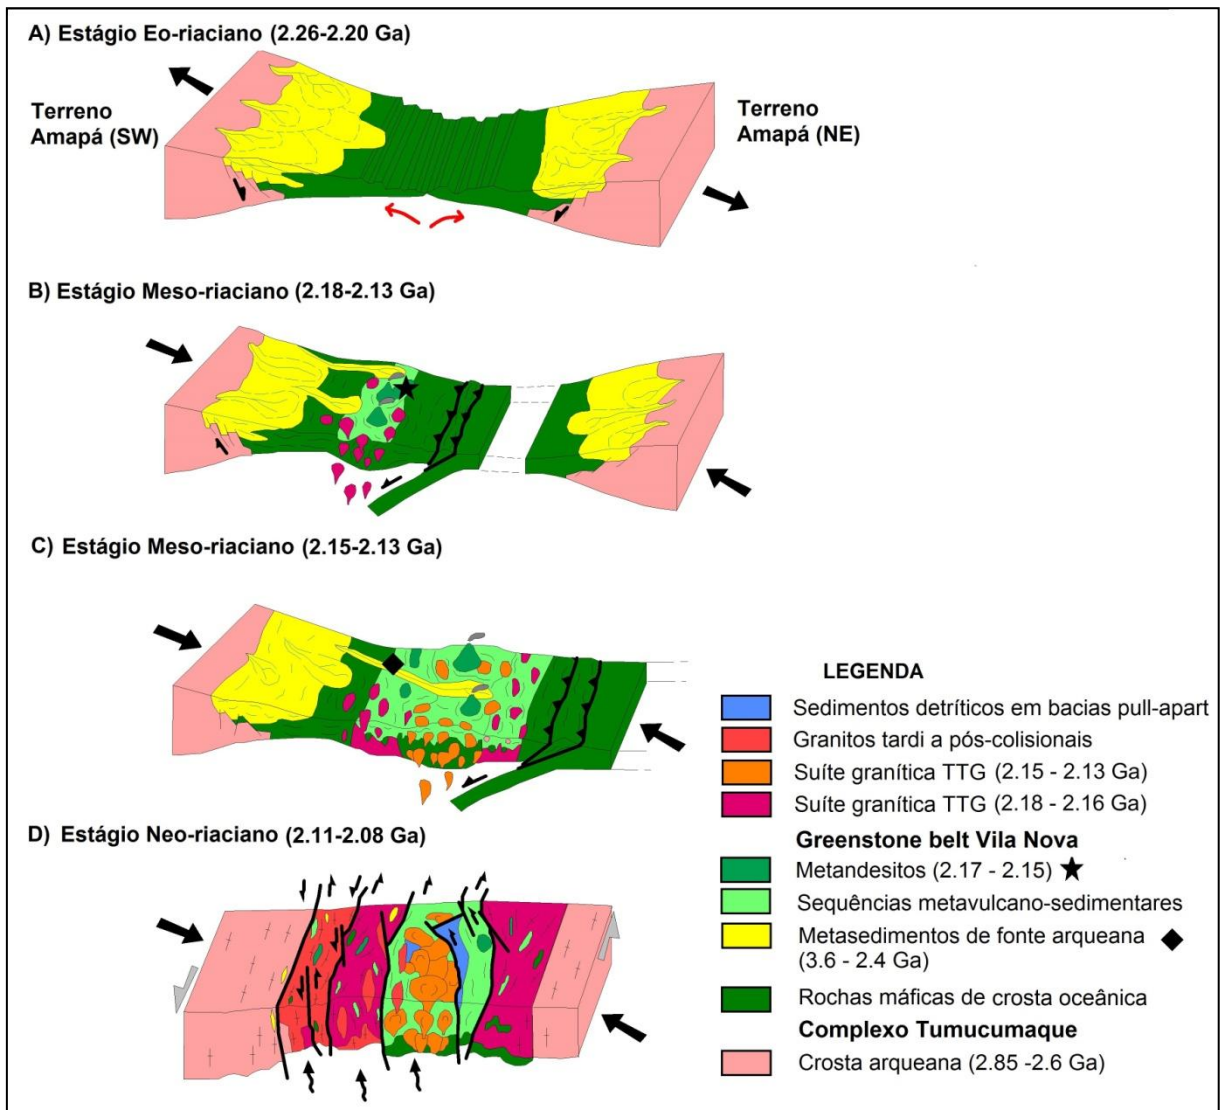 A) Estágio Eo-riaciano (2.26-2.20 Ga)
Terreno
Amapá (SW)
Terreno
Amapá (NE)
B) Estágio Meso-riaciano (2.18-2.13 Ga)
C) Estágio Meso-riaciano (2.15-2.13 Ga)
D) Estágio Neo-riaciano (2.11-2.08 Ga)
LEGENDA
Sedimentos detríticos em bacias pull-apart
Granitos tardi a pós-colisionais
Suíte granítica TTG (2.15 - 2.13 Ga)
Suíte granítica TTG (2.18 - 2.16 Ga)
Greenstone belt Vila Nova
Metandesitos (2.17 - 2.15)
Sequências metavulcano-sedimentares
Metasedimentos de fonte arqueana
(3.6 - 2.4 Ga)
Rochas máficas de crosta oceânica
Complexo Tumucumaque
Crosta arqueana (2.85 -2.6 Ga)